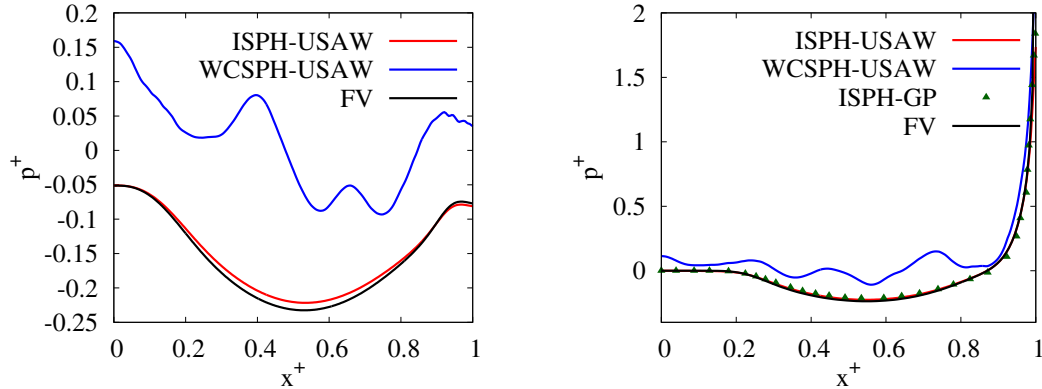 0.2
0.15
0.1
0.05
0
-0.05
-0.1
-0.15
-0.2
-0.25
0 0.2 0.4 0.6 0.8 1
p+
x+
ISPH-USAW
WCSPH-USAW
FV
2
1.5
1
0.5
0
0 0.2 0.4 0.6 0.8 1
p+
x+
ISPH-USAW
WCSPH-USAW
ISPH-GP
FV